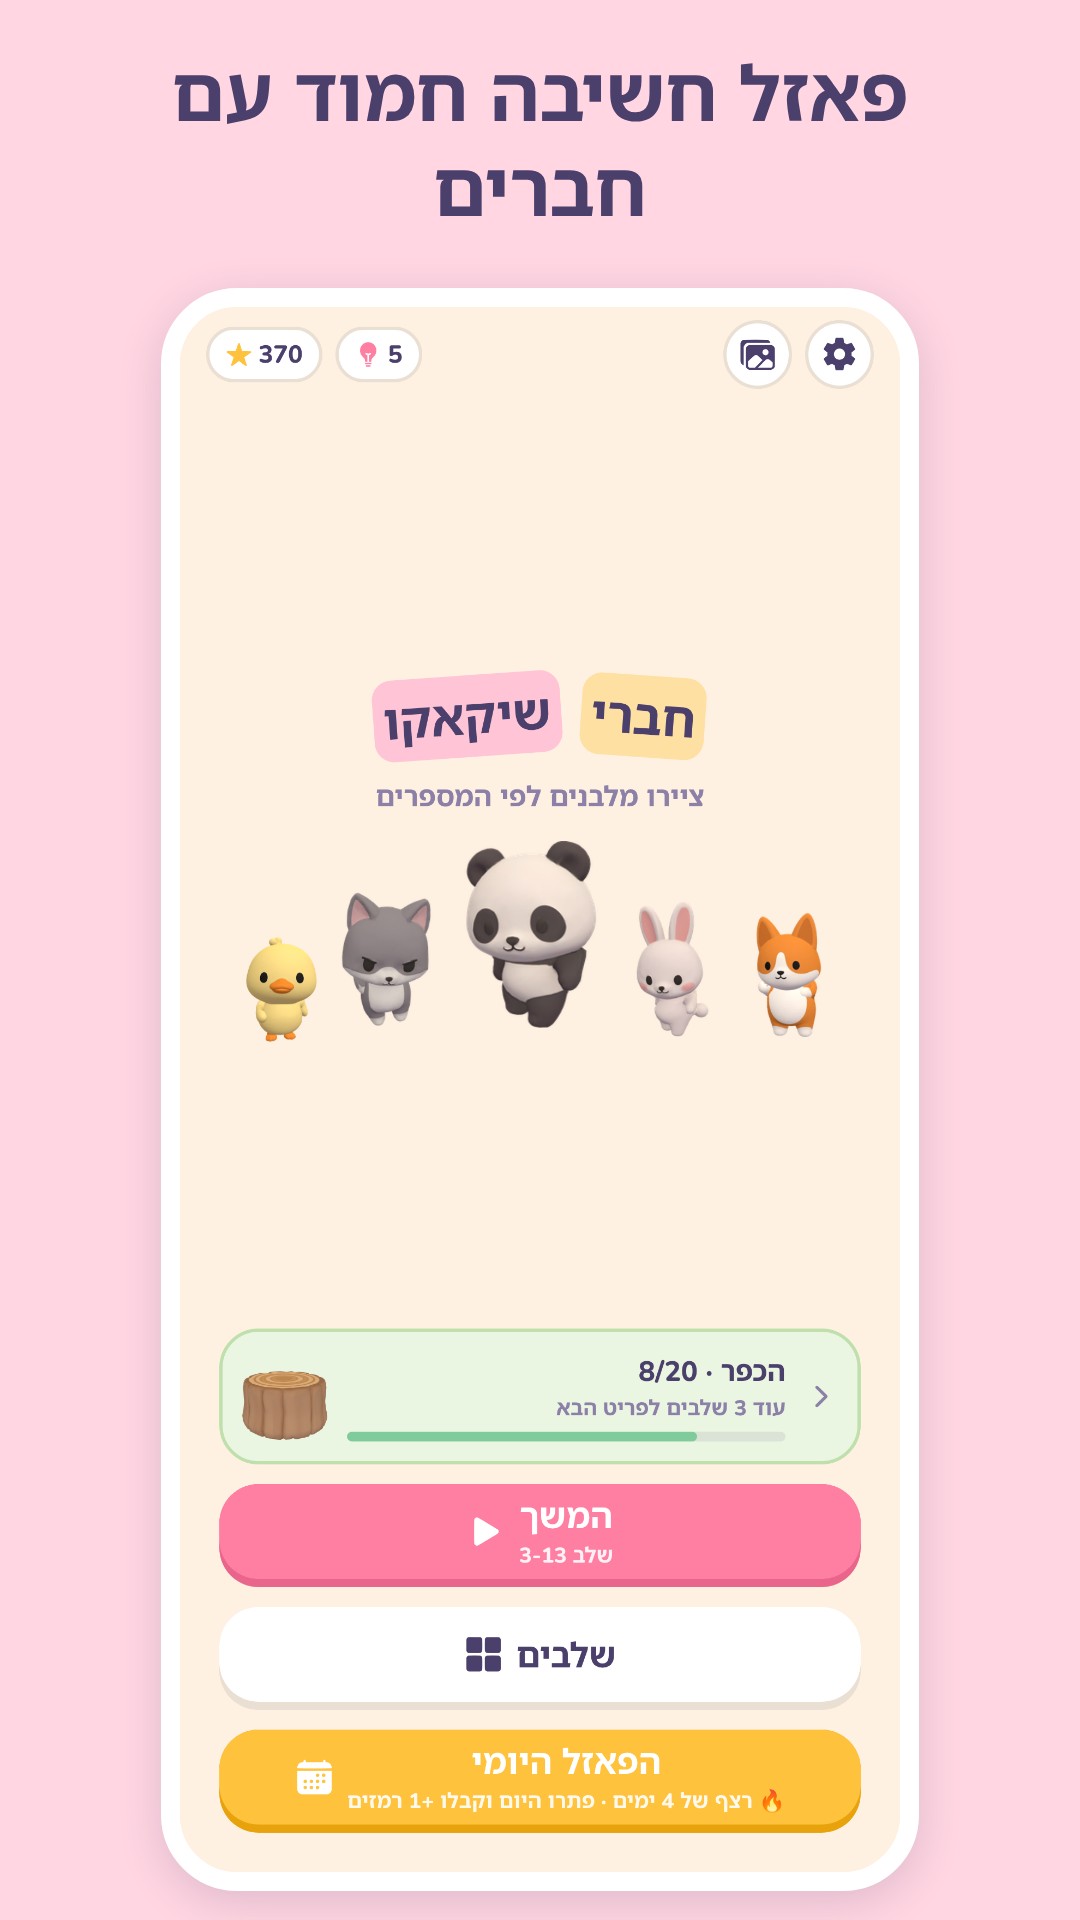 פאזל חשיבה חמוד עם
חברים
370
5
חברי שיקאקו
ציירו מלבנים לפי המספרים
הכפר · 8/20
עוד 3 שלבים לפריט הבא
המשך
שלב 3-13
שלבים
הפאזל היומי
🔥 רצף של 4 ימים · פתרו היום וקבלו +1 רמזים